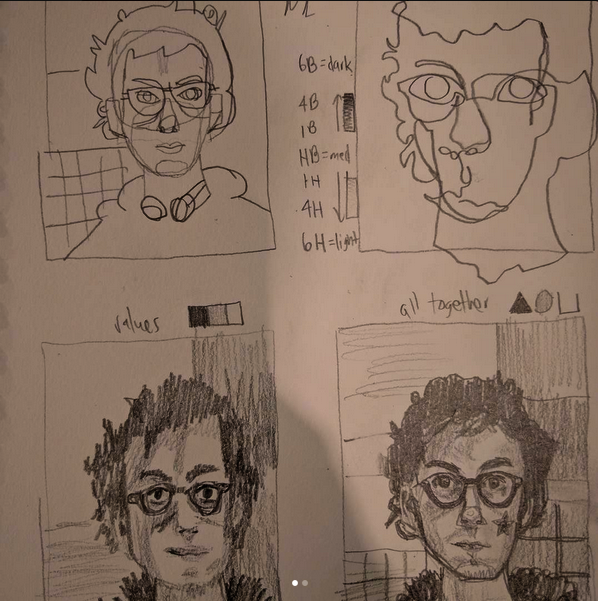 6B = dark
4B
1B
HB = med
1H
4H
6H = light
values
all together